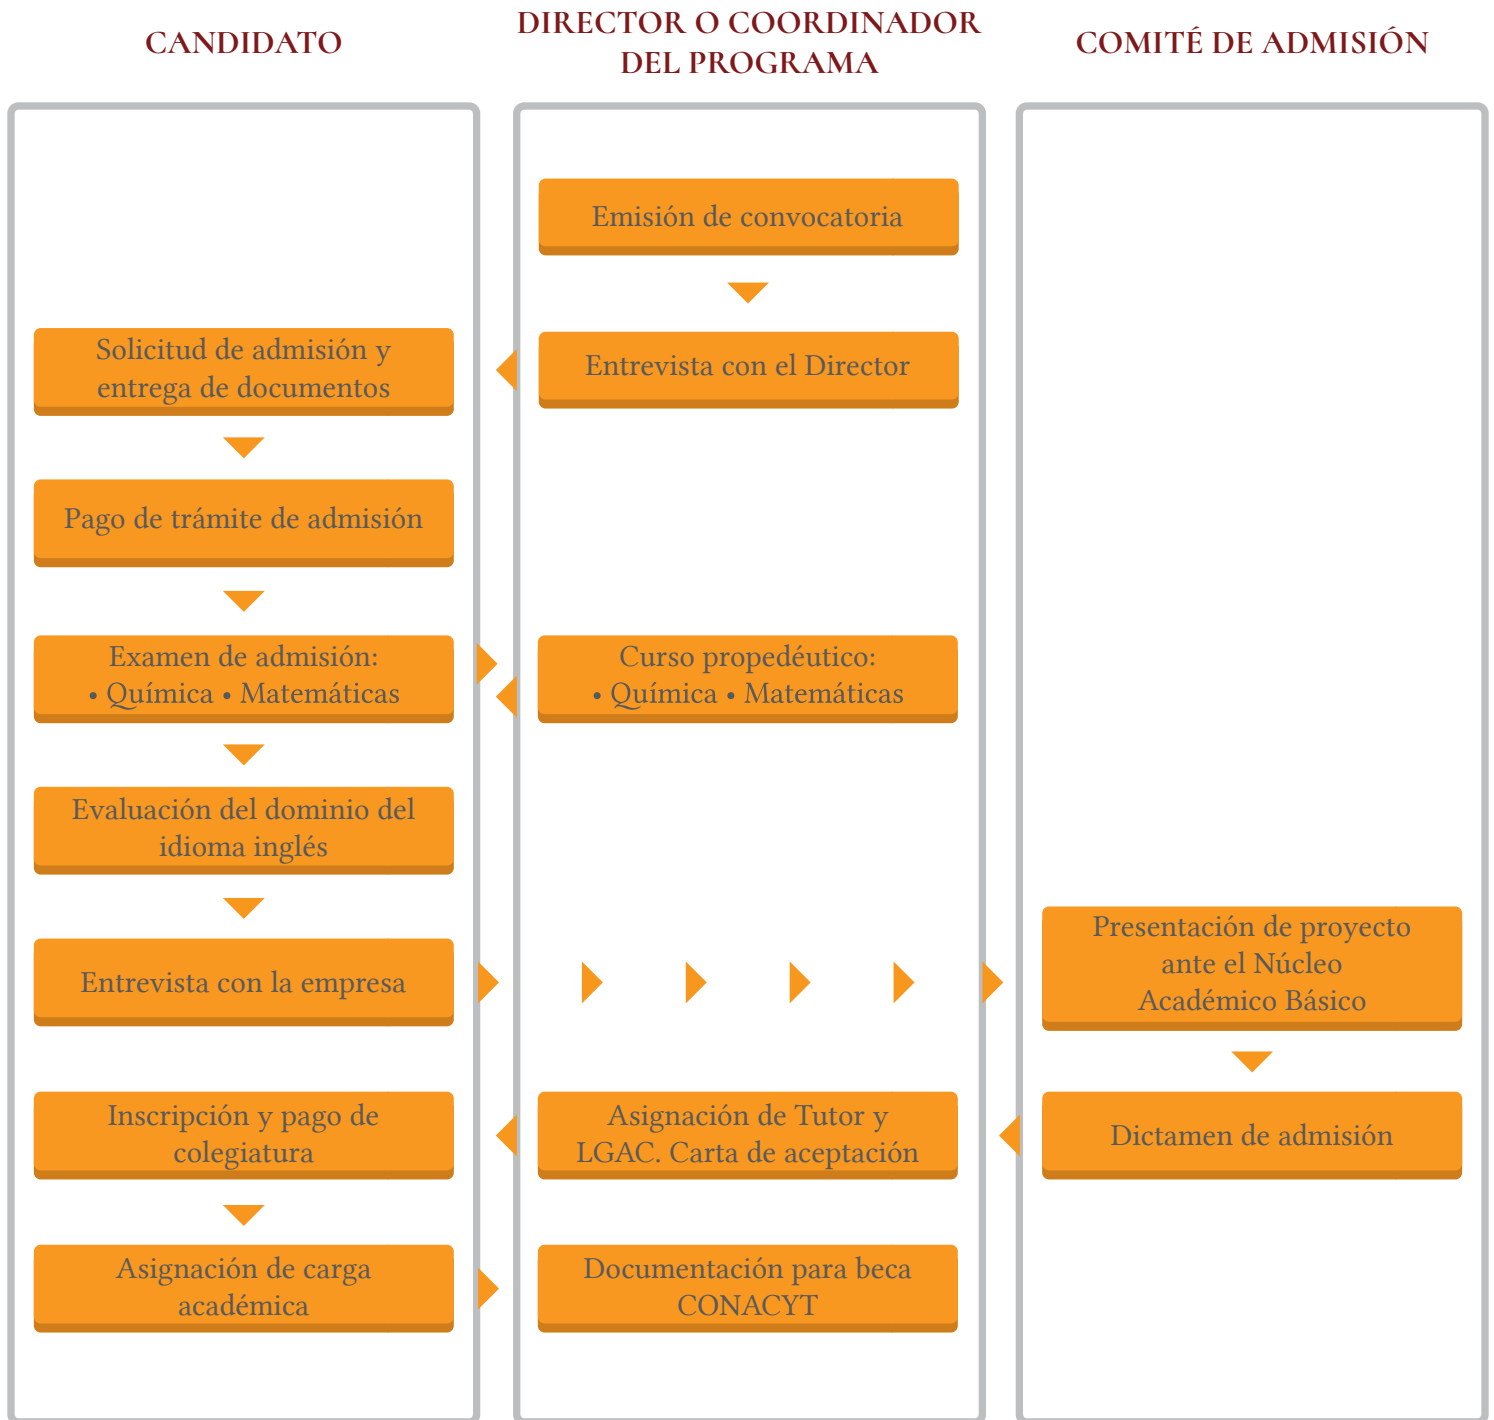 CANDIDATO
DIRECTOR O COORDINADOR
DEL PROGRAMA
COMITÉ DE ADMISIÓN
Emisión de convocatoria
Entrevista con el Director
Solicitud de admisión y
entrega de documentos
Pago de trámite de admisión
Examen de admisión:
• Química • Matemáticas
Curso propedéutico:
• Química • Matemáticas
Evaluación del dominio del
idioma inglés
Entrevista con la empresa
Presentación de proyecto
ante el Núcleo
Académico Básico
Dictamen de admisión
Asignación de Tutor y
LGAC. Carta de aceptación
Inscripción y pago de
colegiatura
Asignación de carga
académica
Documentación para beca
CONACYT